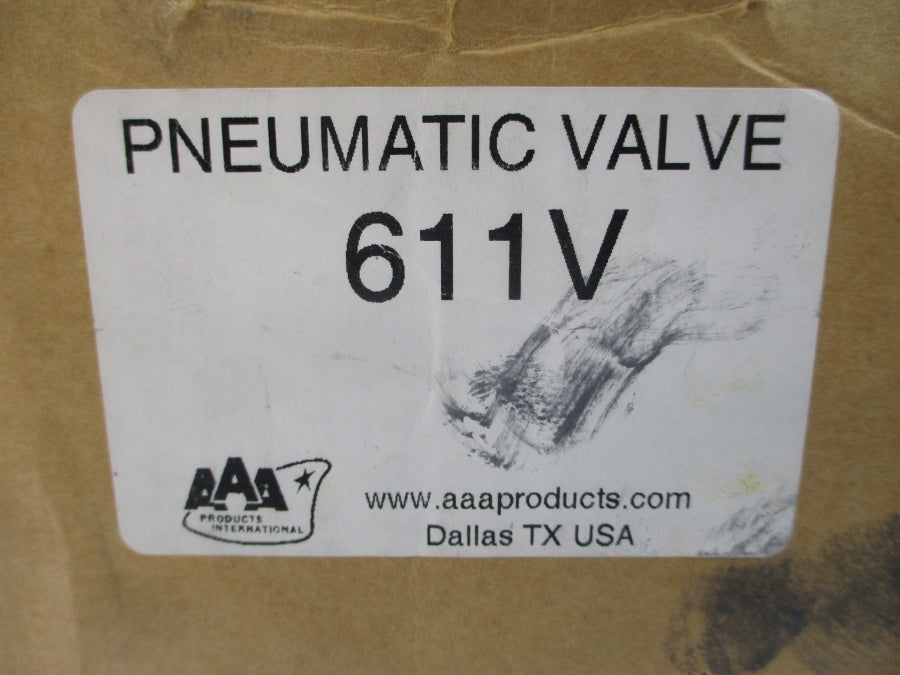 PNEUMATIC VALVE
611V
AAA
PRODUCTS
INTERNATIONAL
www.aaaproducts.com
Dallas TX USA